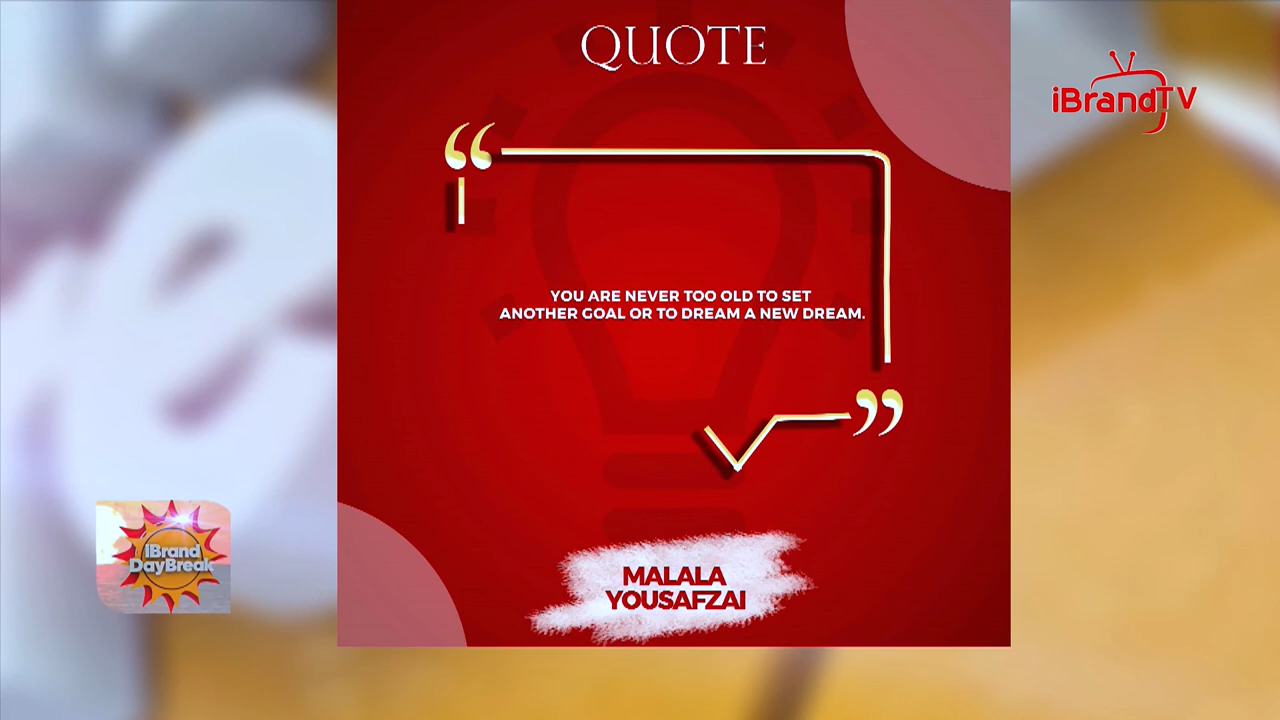 QUOTE
iBrandTV
“
YOU ARE NEVER TOO OLD TO SET
ANOTHER GOAL OR TO DREAM A NEW DREAM.
”
iBrand
DayBreak
MALALA
YOUSAFZAI